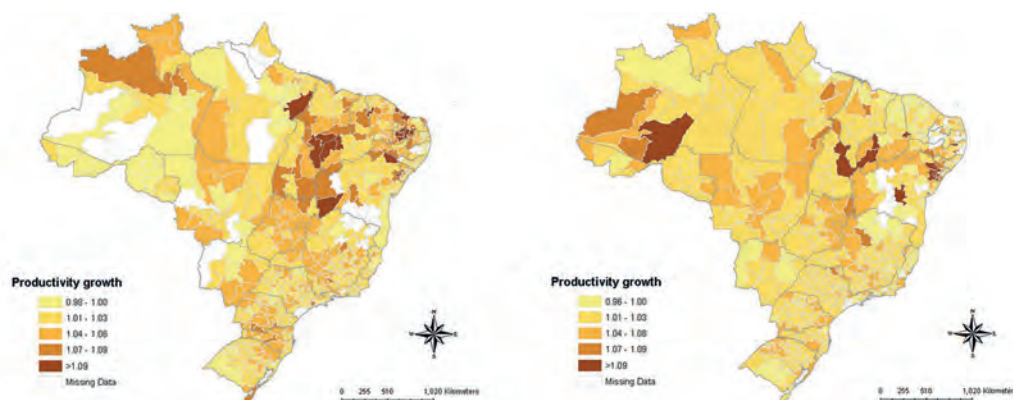 Productivity growth
0.98 - 1.00
1.01 - 1.03
1.04 - 1.06
1.07 - 1.09
>1.09
Missing Data
N
W
E
S
0 255 510 1,020 Kilometers
Productivity growth
0.96 - 1.00
1.01 - 1.03
1.04 - 1.06
1.07 - 1.09
>1.09
Missing Data
N
W
E
S
0 255 510 1,020 Kilometers